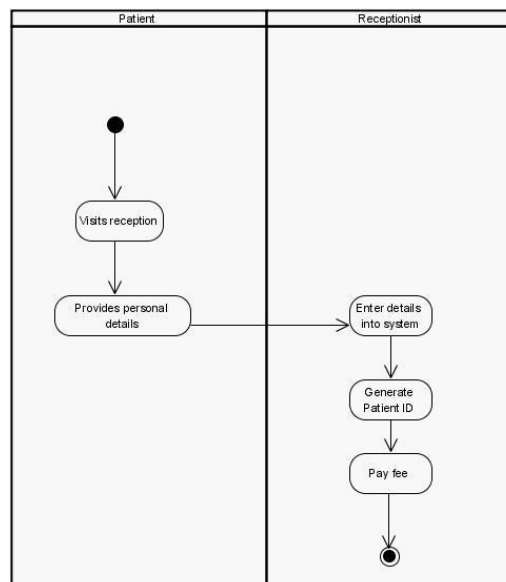 Patient
Receptionist
Visits reception
Provides personal
details
Enter details
into system
Generate
Patient ID
Pay fee